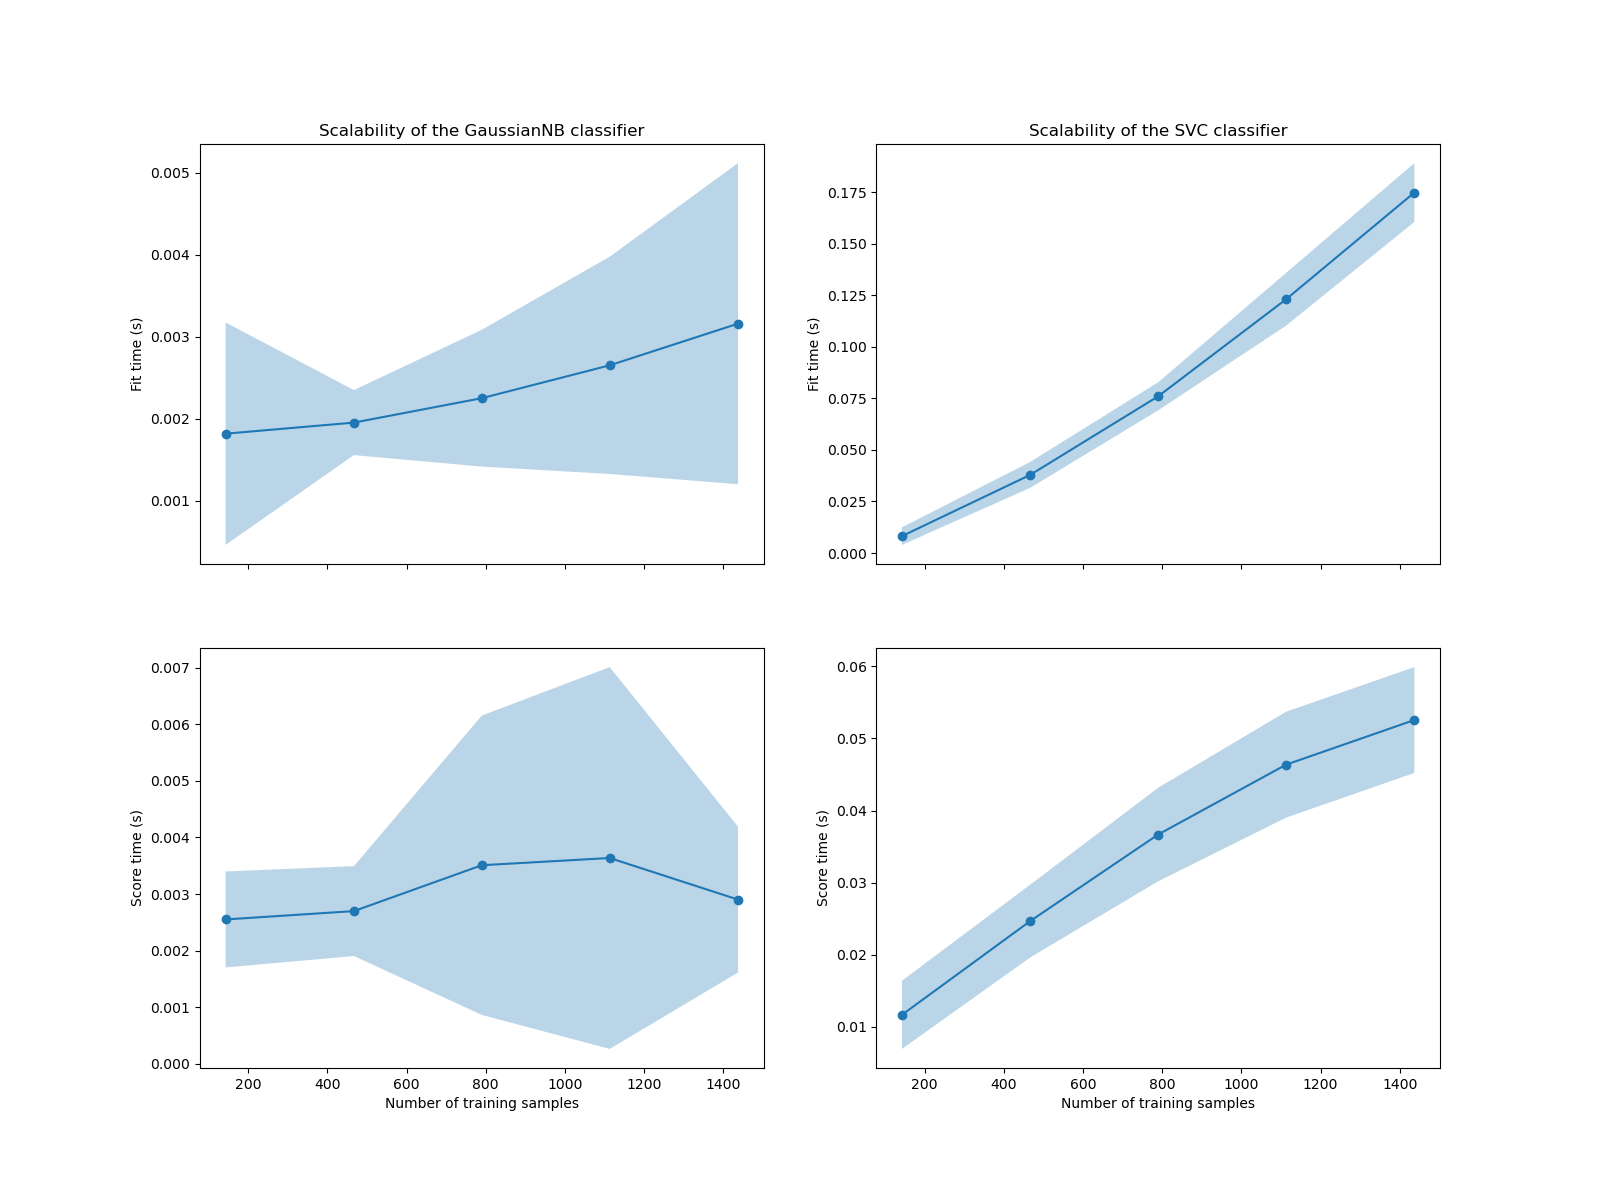 Scalability of the GaussianNB classifier
Fit time (s)
0.005
0.004
0.003
0.002
0.001
Scalability of the SVC classifier
Fit time (s)
0.175
0.150
0.125
0.100
0.075
0.050
0.025
0.000
Score time (s)
0.007
0.006
0.005
0.004
0.003
0.002
0.001
0.000
200 400 600 800 1000 1200 1400
Number of training samples
Score time (s)
0.06
0.05
0.04
0.03
0.02
0.01
200 400 600 800 1000 1200 1400
Number of training samples